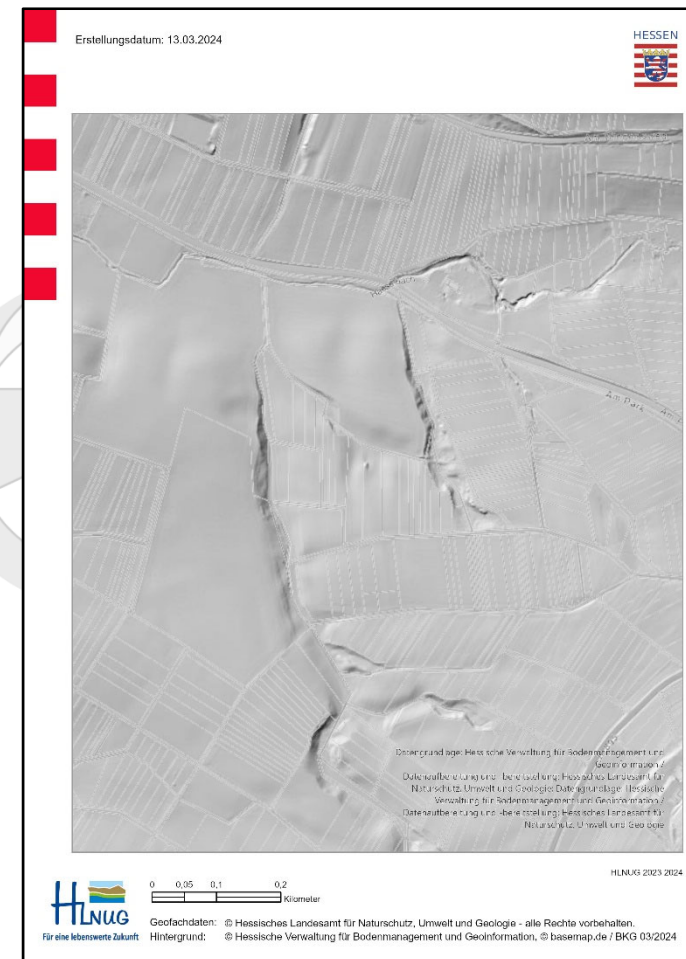 Erstellungsdatum: 13.03.2024
HESSEN
Am Park
Datengrundlage: Hessische Verwaltung für Bodenmanagement und
Geoinformation /
Datenaufbereitung und -bereitstellung: Hessisches Landesamt für
Naturschutz, Umwelt und Geologie; Datengrundlage: Hessische
Verwaltung für Bodenmanagement und Geoinformation /
Datenaufbereitung und -bereitstellung: Hessisches Landesamt für
Naturschutz, Umwelt und Geologie
HLNUG 2023 2024
0 0,05 0,1 0,2
Kilometer
HLNUG
Für eine lebenswerte Zukunft
Geofachdaten: © Hessisches Landesamt für Naturschutz, Umwelt und Geologie - alle Rechte vorbehalten.
Hintergrund: © Hessische Verwaltung für Bodenmanagement und Geoinformation, © basemap.de / BKG 03/2024